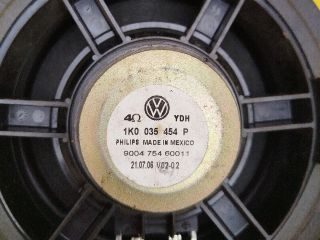 4Ω YDH
1K0 035 454 P
PHILIPS MADE IN MEXICO
9004 754 60011
21.07.06 V02-02